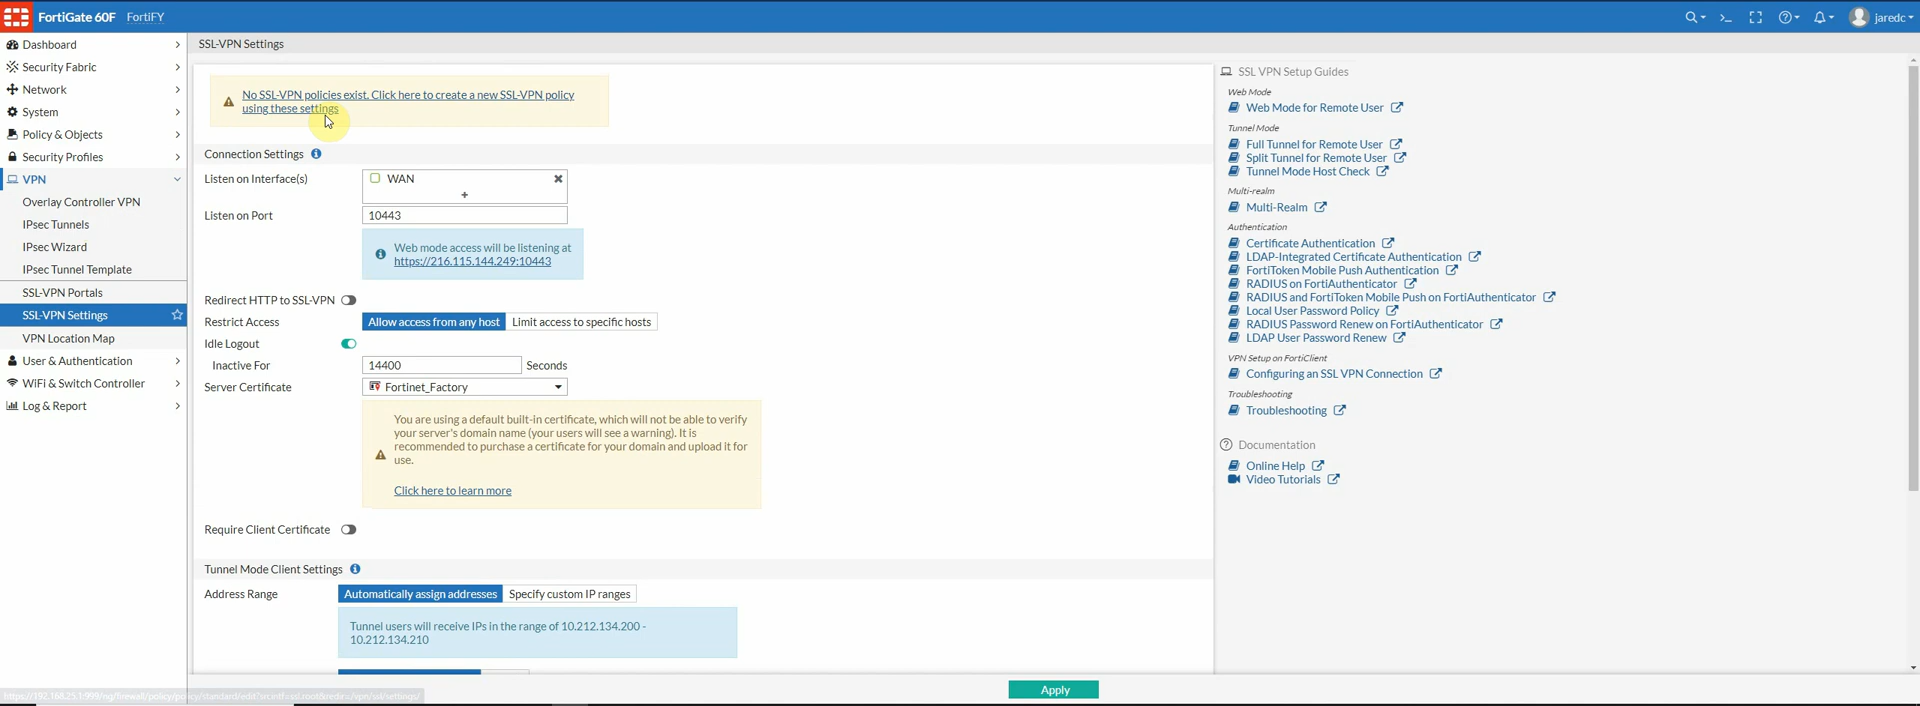 FortiGate 60F FortiFY
jaredc
Dashboard
Security Fabric
Network
System
Policy & Objects
Security Profiles
VPN
Overlay Controller VPN
IPsec Tunnels
IPsec Wizard
IPsec Tunnel Template
SSL-VPN Portals
SSL-VPN Settings
VPN Location Map
User & Authentication
WiFi & Switch Controller
Log & Report
SSL-VPN Settings
No SSL-VPN policies exist. Click here to create a new SSL-VPN policy
using these settings
Connection Settings
Listen on Interface(s) WAN
+
Listen on Port 10443
Web mode access will be listening at
https://216.115.144.249:10443
Redirect HTTP to SSL-VPN
Restrict Access Allow access from any host Limit access to specific hosts
Idle Logout
Inactive For 14400 Seconds
Server Certificate Fortinet_Factory
You are using a default built-in certificate, which will not be able to verify
your server's domain name (your users will see a warning). It is
recommended to purchase a certificate for your domain and upload it for
use.
Click here to learn more
Require Client Certificate
Tunnel Mode Client Settings
Address Range Automatically assign addresses Specify custom IP ranges
Tunnel users will receive IPs in the range of 10.212.134.200 -
10.212.134.210
Apply
SSL VPN Setup Guides
Web Mode
Web Mode for Remote User
Tunnel Mode
Full Tunnel for Remote User
Split Tunnel for Remote User
Tunnel Mode Host Check
Multi-realm
Multi-Realm
Authentication
Certificate Authentication
LDAP-Integrated Certificate Authentication
FortiToken Mobile Push Authentication
RADIUS on FortiAuthenticator
RADIUS and FortiToken Mobile Push on FortiAuthenticator
Local User Password Policy
RADIUS Password Renew on FortiAuthenticator
LDAP User Password Renew
VPN Setup on FortiClient
Configuring an SSL VPN Connection
Troubleshooting
Troubleshooting
Documentation
Online Help
Video Tutorials